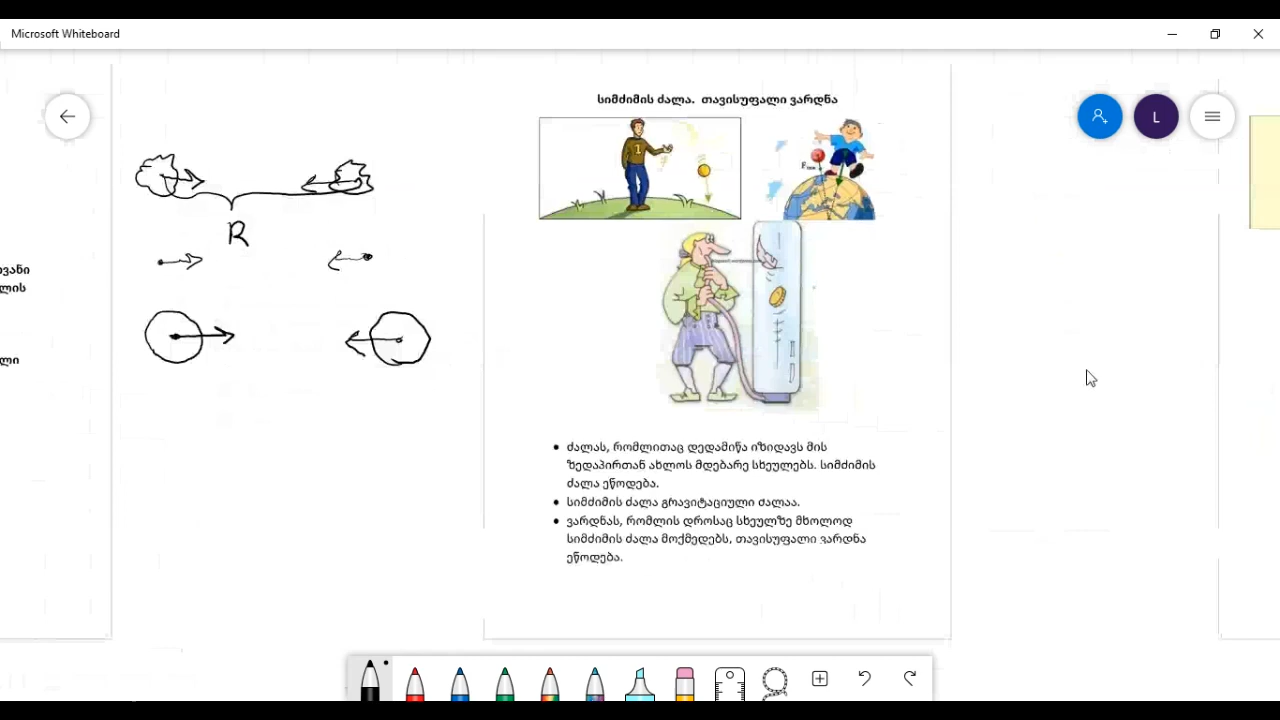 Microsoft Whiteboard
სიმძიმის ძალა. თავისუფალი ვარდნა
L
1
R
ძალას, რომლითაც დედამიწა იზიდავს მის
ზედაპირთან ახლოს მდებარე სხეულებს. სიმძიმის
ძალა ეწოდება.
სიმძიმის ძალა გრავიტაციული ძალაა.
ვარდნას, რომლის დროსაც სხეულზე მხოლოდ
სიმძიმის ძალა მოქმედებს, თავისუფალი ვარდნა
ეწოდება.